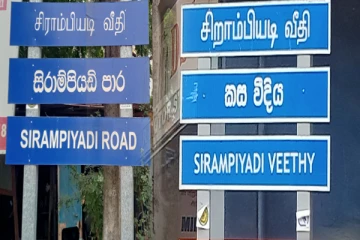 சிராம்பியடி வீதி
සිරාම්පියඩි පාර
SIRAMPIYADI ROAD
சிறாம்பியடி வீதி
කස වීදිය
SIRAMPIYADI VEETHY